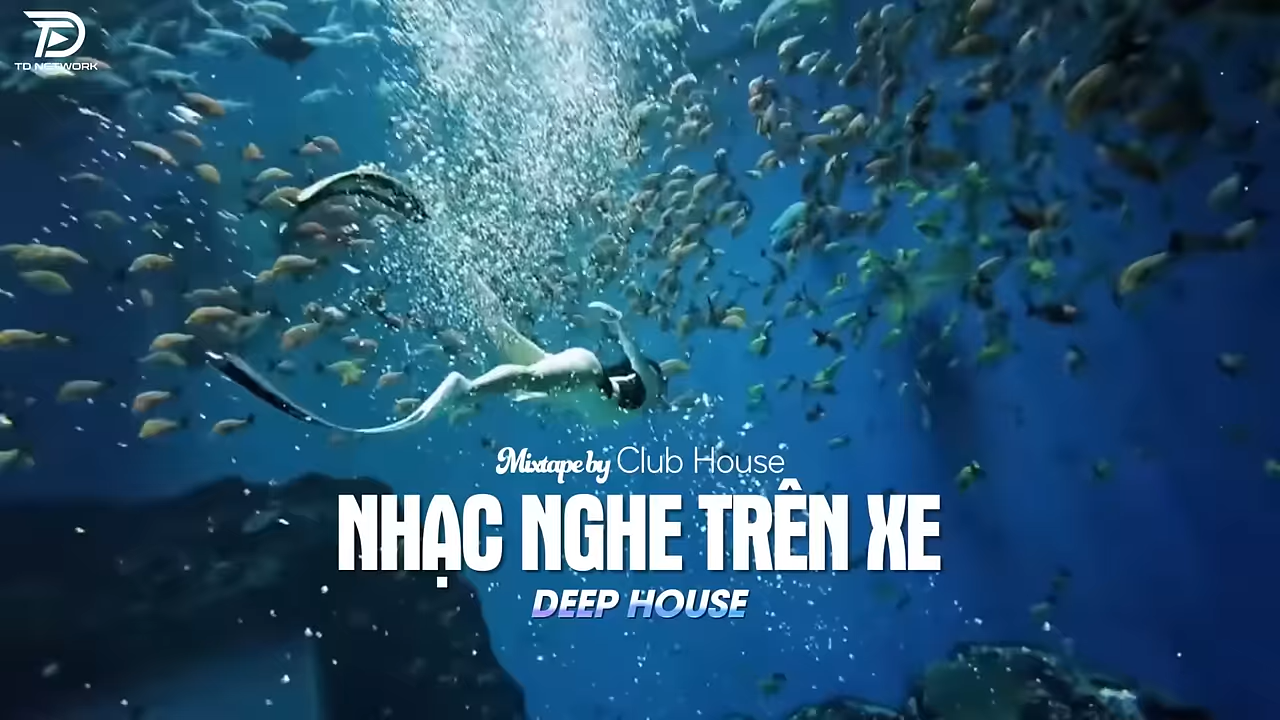 TD NETWORK
Mixtape by Club House
NHẠC NGHE TRÊN XE
DEEP HOUSE